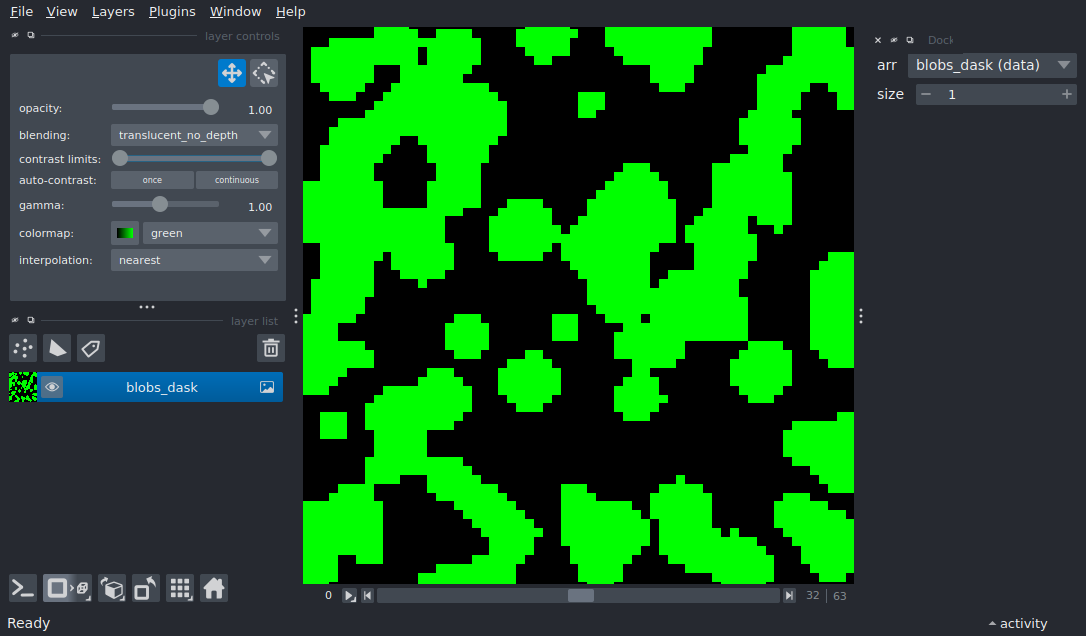 File View Layers Plugins Window Help
layer controls
opacity: 1.00
blending: translucent_no_depth
contrast limits:
auto-contrast: once continuous
gamma: 1.00
colormap: green
interpolation: nearest
layer list
blobs_dask
0 32 63
Dock
arr blobs_dask (data)
size 1
Ready
activity